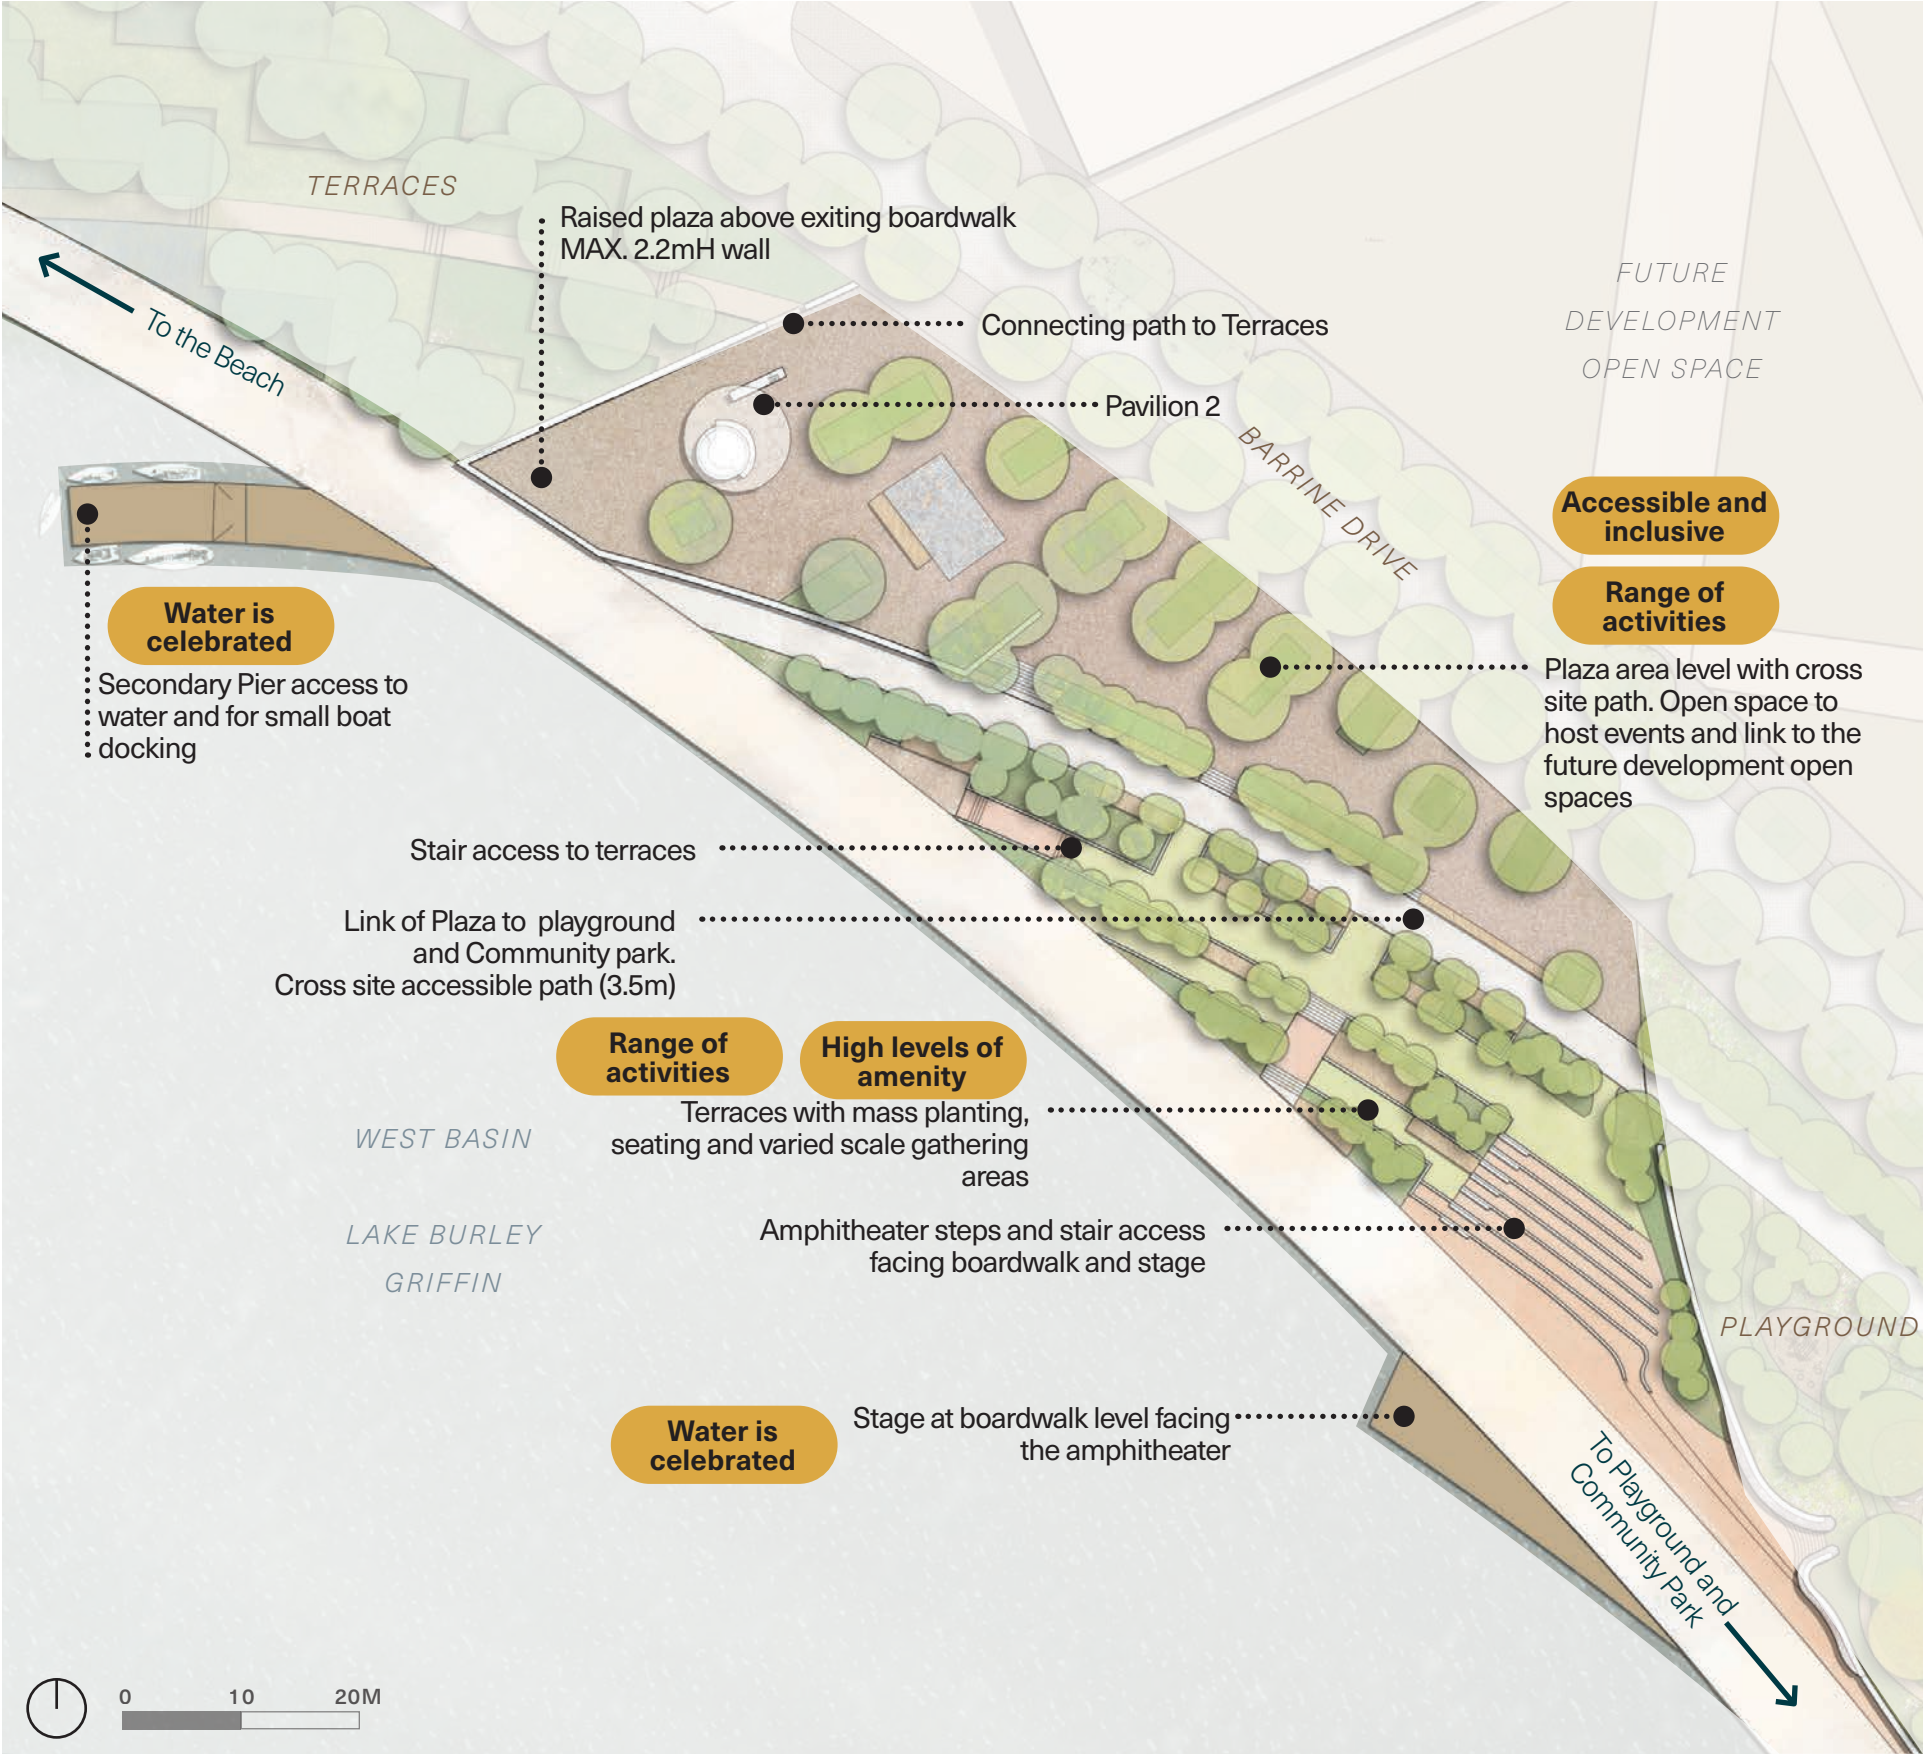 TERRACES
Raised plaza above exiting boardwalk
MAX. 2.2mH wall
To the Beach
Connecting path to Terraces
Pavilion 2
FUTURE
DEVELOPMENT
OPEN SPACE
BARRINE DRIVE
Accessible and
inclusive
Range of
activities
Plaza area level with cross
site path. Open space to
host events and link to the
future development open
spaces
Water is
celebrated
Secondary Pier access to
water and for small boat
docking
Stair access to terraces
Link of Plaza to  playground
and Community park.
Cross site accessible path (3.5m)
Range of
activities
High levels of
amenity
Terraces with mass planting,
seating and varied scale gathering
areas
WEST BASIN
LAKE BURLEY
GRIFFIN
Amphitheater steps and stair access
facing boardwalk and stage
PLAYGROUND
Water is
celebrated
Stage at boardwalk level facing
the amphitheater
To Playground and
Community Park
0 10 20M